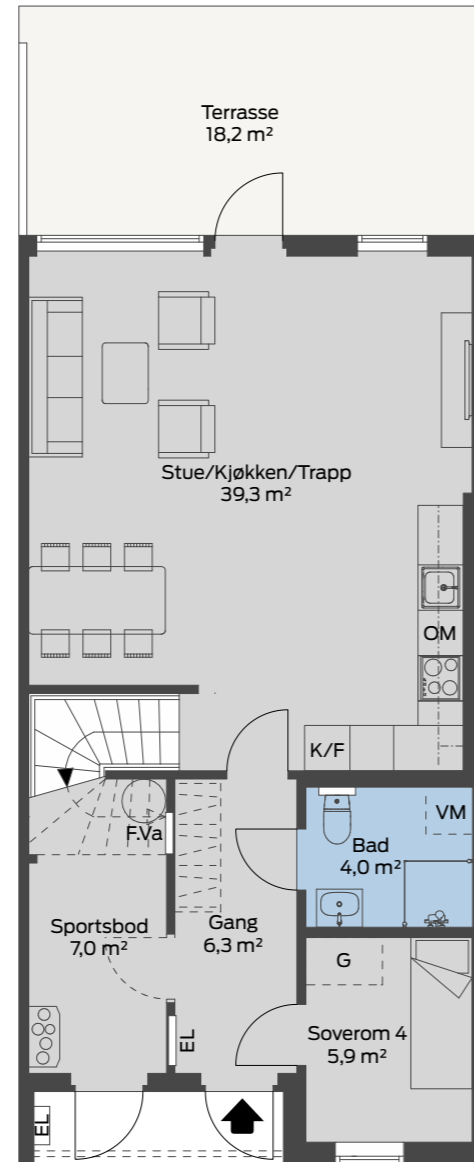 Terrasse
18,2 m²
Stue/Kjøkken/Trapp
39,3 m²
OM
K/F
F.Va
VM
Bad
4,0 m²
Sportsbod
7,0 m²
Gang
6,3 m²
G
Soverom 4
5,9 m²
EL
EL